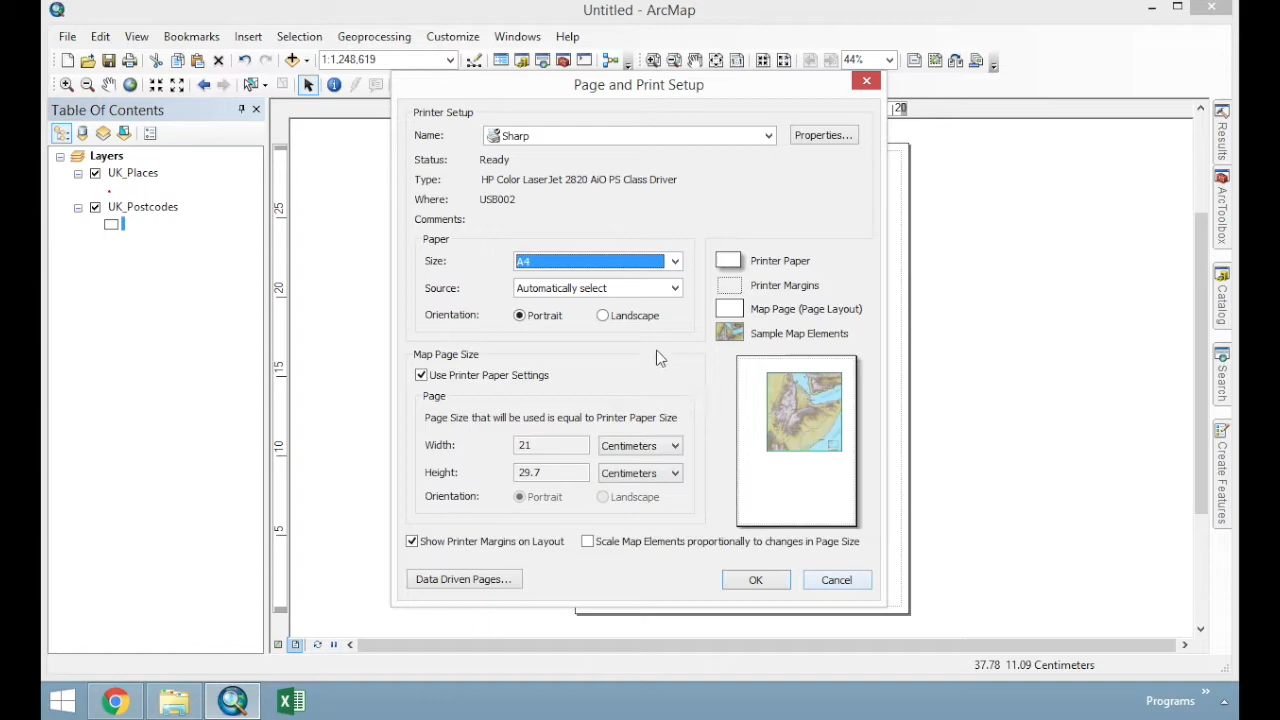 Untitled - ArcMap
File Edit View Bookmarks Insert Selection Geoprocessing Customize Windows Help
1:1,248,619
44%
Table Of Contents
Layers
UK_Places
UK_Postcodes
Page and Print Setup
Printer Setup
Name: Sharp Properties...
Status: Ready
Type: HP Color LaserJet 2820 AiO PS Class Driver
Where: USB002
Comments:
Paper
Size: A4
Source: Automatically select
Orientation: Portrait Landscape
Printer Paper
Printer Margins
Map Page (Page Layout)
Sample Map Elements
Map Page Size
Use Printer Paper Settings
Page
Page Size that will be used is equal to Printer Paper Size
Width: 21 Centimeters
Height: 29.7 Centimeters
Orientation: Portrait Landscape
Show Printer Margins on Layout Scale Map Elements proportionally to changes in Page Size
Data Driven Pages... OK Cancel
20
25
20
15
10
5
Results
ArcToolbox
Catalog
Search
Create Features
37.78 11.09 Centimeters
Programs